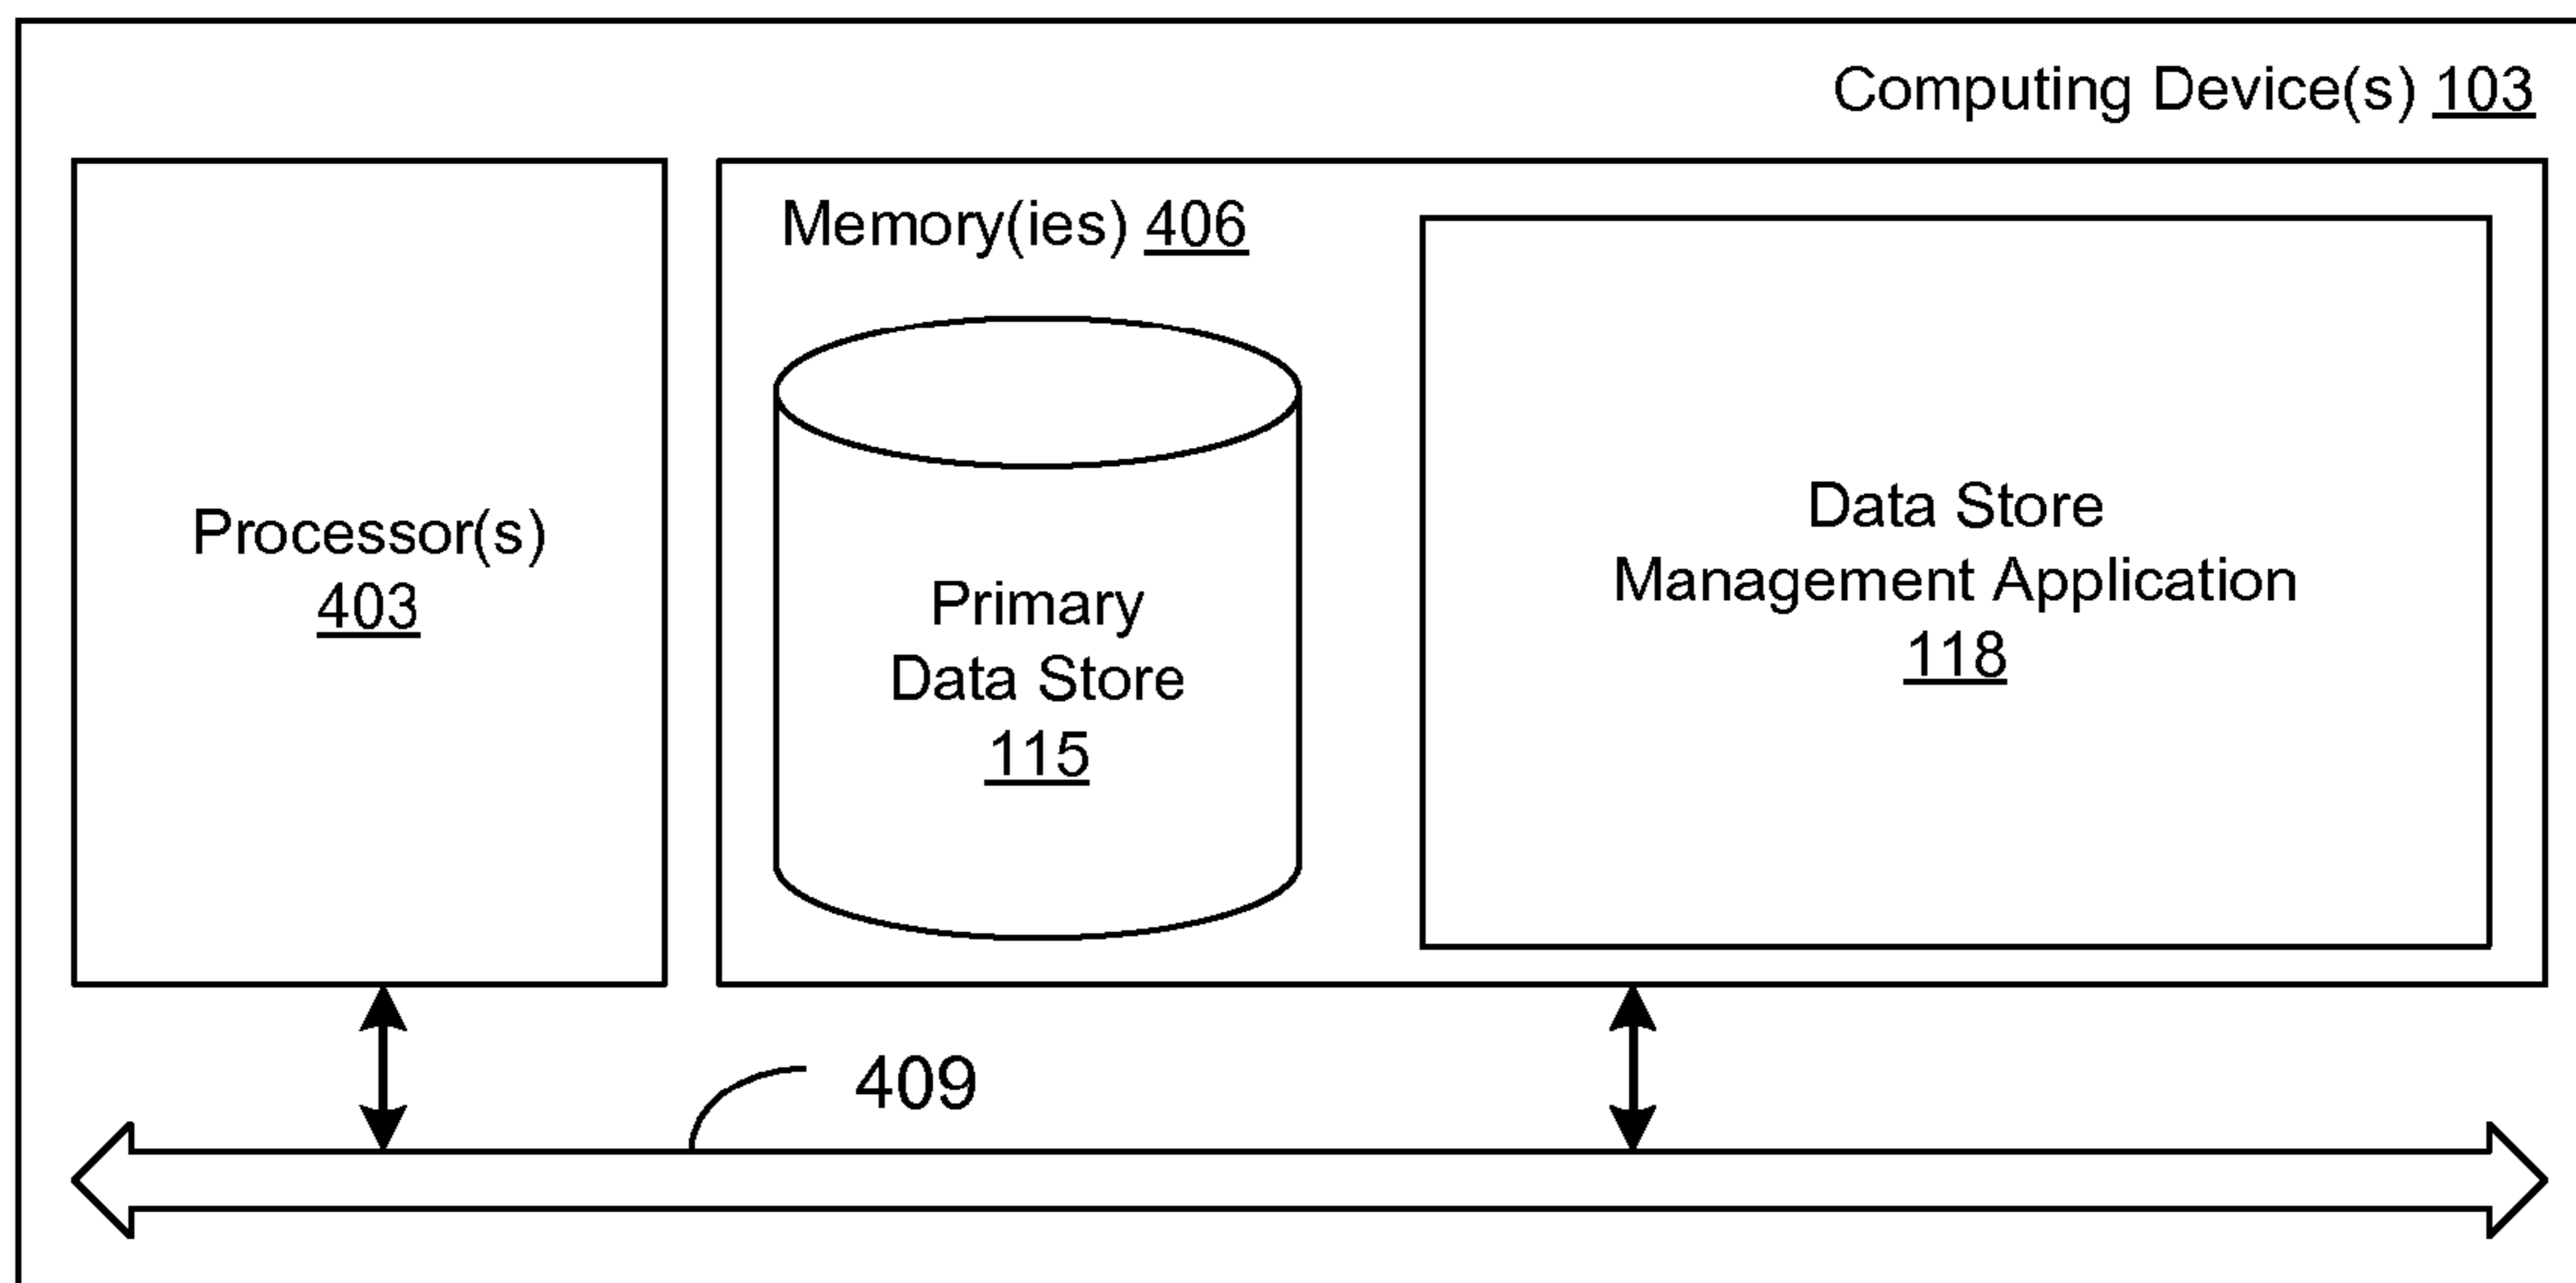 Computing Device(s) 103
Memory(ies) 406
Processor(s)
403
Primary
Data Store
115
Data Store
Management Application
118
409